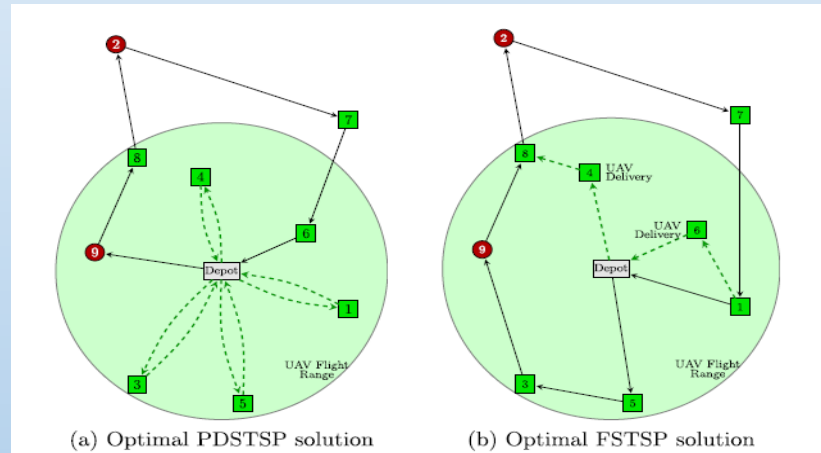 2
7
8
4
6
9
Depot
1
UAV Flight
Range
3
5
(a) Optimal PDSTSP solution
2
7
8
4
UAV
Delivery
UAV
Delivery
6
9
Depot
1
UAV Flight
Range
3
5
(b) Optimal FSTSP solution